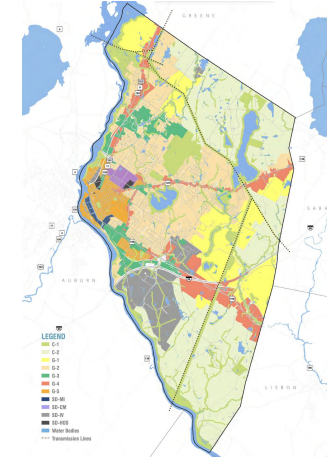 GREENE
SABA
AUBURN
LISBON
LEGEND
C-1
C-2
G-1
G-2
G-3
G-4
G-5
SD-MI
SD-CM
SD-IV
SD-HOS
Water Bodies
Transmission Lines